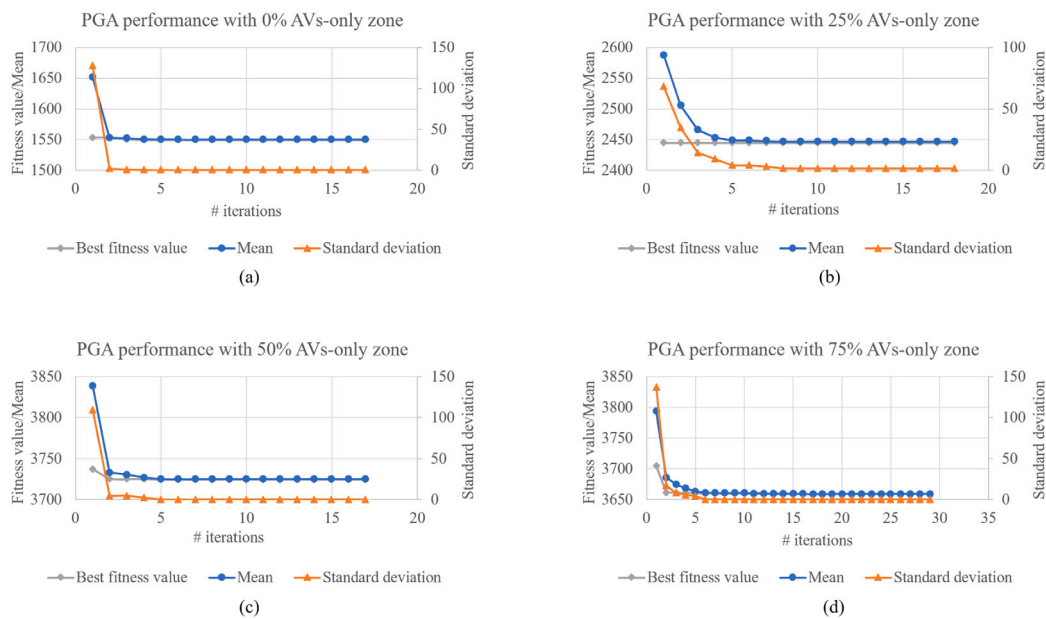 PGA performance with 0% AVs-only zone
1700
1650
1600
1550
1500
150
100
50
0
Fitness value/Mean
Standard deviation
0
5
10
15
20
# iterations
Best fitness value
Mean
Standard deviation
(a)
PGA performance with 25% AVs-only zone
2600
2550
2500
2450
2400
100
50
0
Fitness value/Mean
Standard deviation
0
5
10
15
20
# iterations
Best fitness value
Mean
Standard deviation
(b)
PGA performance with 50% AVs-only zone
3850
3800
3750
3700
150
100
50
0
Fitness value/Mean
Standard deviation
0
5
10
15
20
# iterations
Best fitness value
Mean
Standard deviation
(c)
PGA performance with 75% AVs-only zone
3850
3800
3750
3700
3650
150
100
50
0
Fitness value/Mean
Standard deviation
0
5
10
15
20
25
30
35
# iterations
Best fitness value
Mean
Standard deviation
(d)